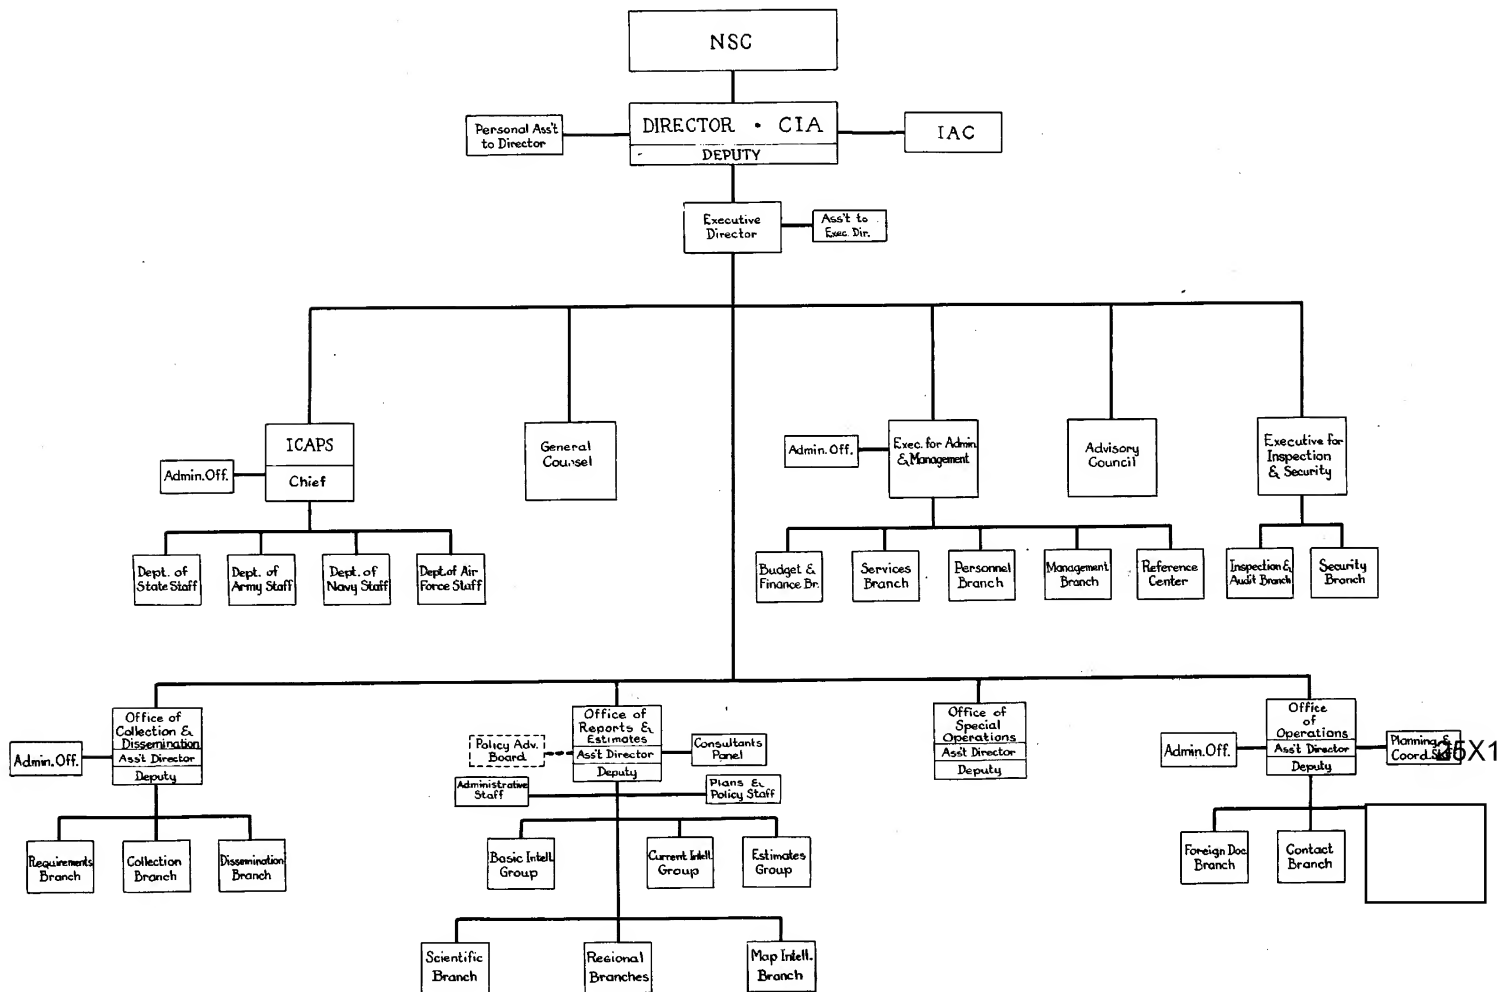 NSC
Personal Ass't
to Director
DIRECTOR • CIA
DEPUTY
IAC
Executive
Director
Ass't to
Exec. Dir.
ICAPS
Chief
Admin. Off.
General
Counsel
Admin. Off.
Exec. for Admin.
& Management
Advisory
Council
Executive for
Inspection
& Security
Dept. of
State Staff
Dept. of
Army Staff
Dept. of
Navy Staff
Dept. of Air
Force Staff
Budget &
Finance Br.
Services
Branch
Personnel
Branch
Management
Branch
Reference
Center
Inspection &
Audit Branch
Security
Branch
Office of
Collection &
Dissemination
Ass't Director
Deputy
Admin. Off.
Office of
Reports &
Estimates
Ass't Director
Deputy
Policy Adv.
Board
Consultants
Panel
Administrative
Staff
Plans &
Policy Staff
Office of
Special
Operations
Ass't Director
Deputy
Office
of
Operations
Ass't Director
Deputy
Admin. Off.
Planning &
Coord.
25X1
Requirements
Branch
Collection
Branch
Dissemination
Branch
Basic Intell.
Group
Current Intell.
Group
Estimates
Group
Foreign Doc.
Branch
Contact
Branch
Scientific
Branch
Regional
Branches
Map Intell.
Branch